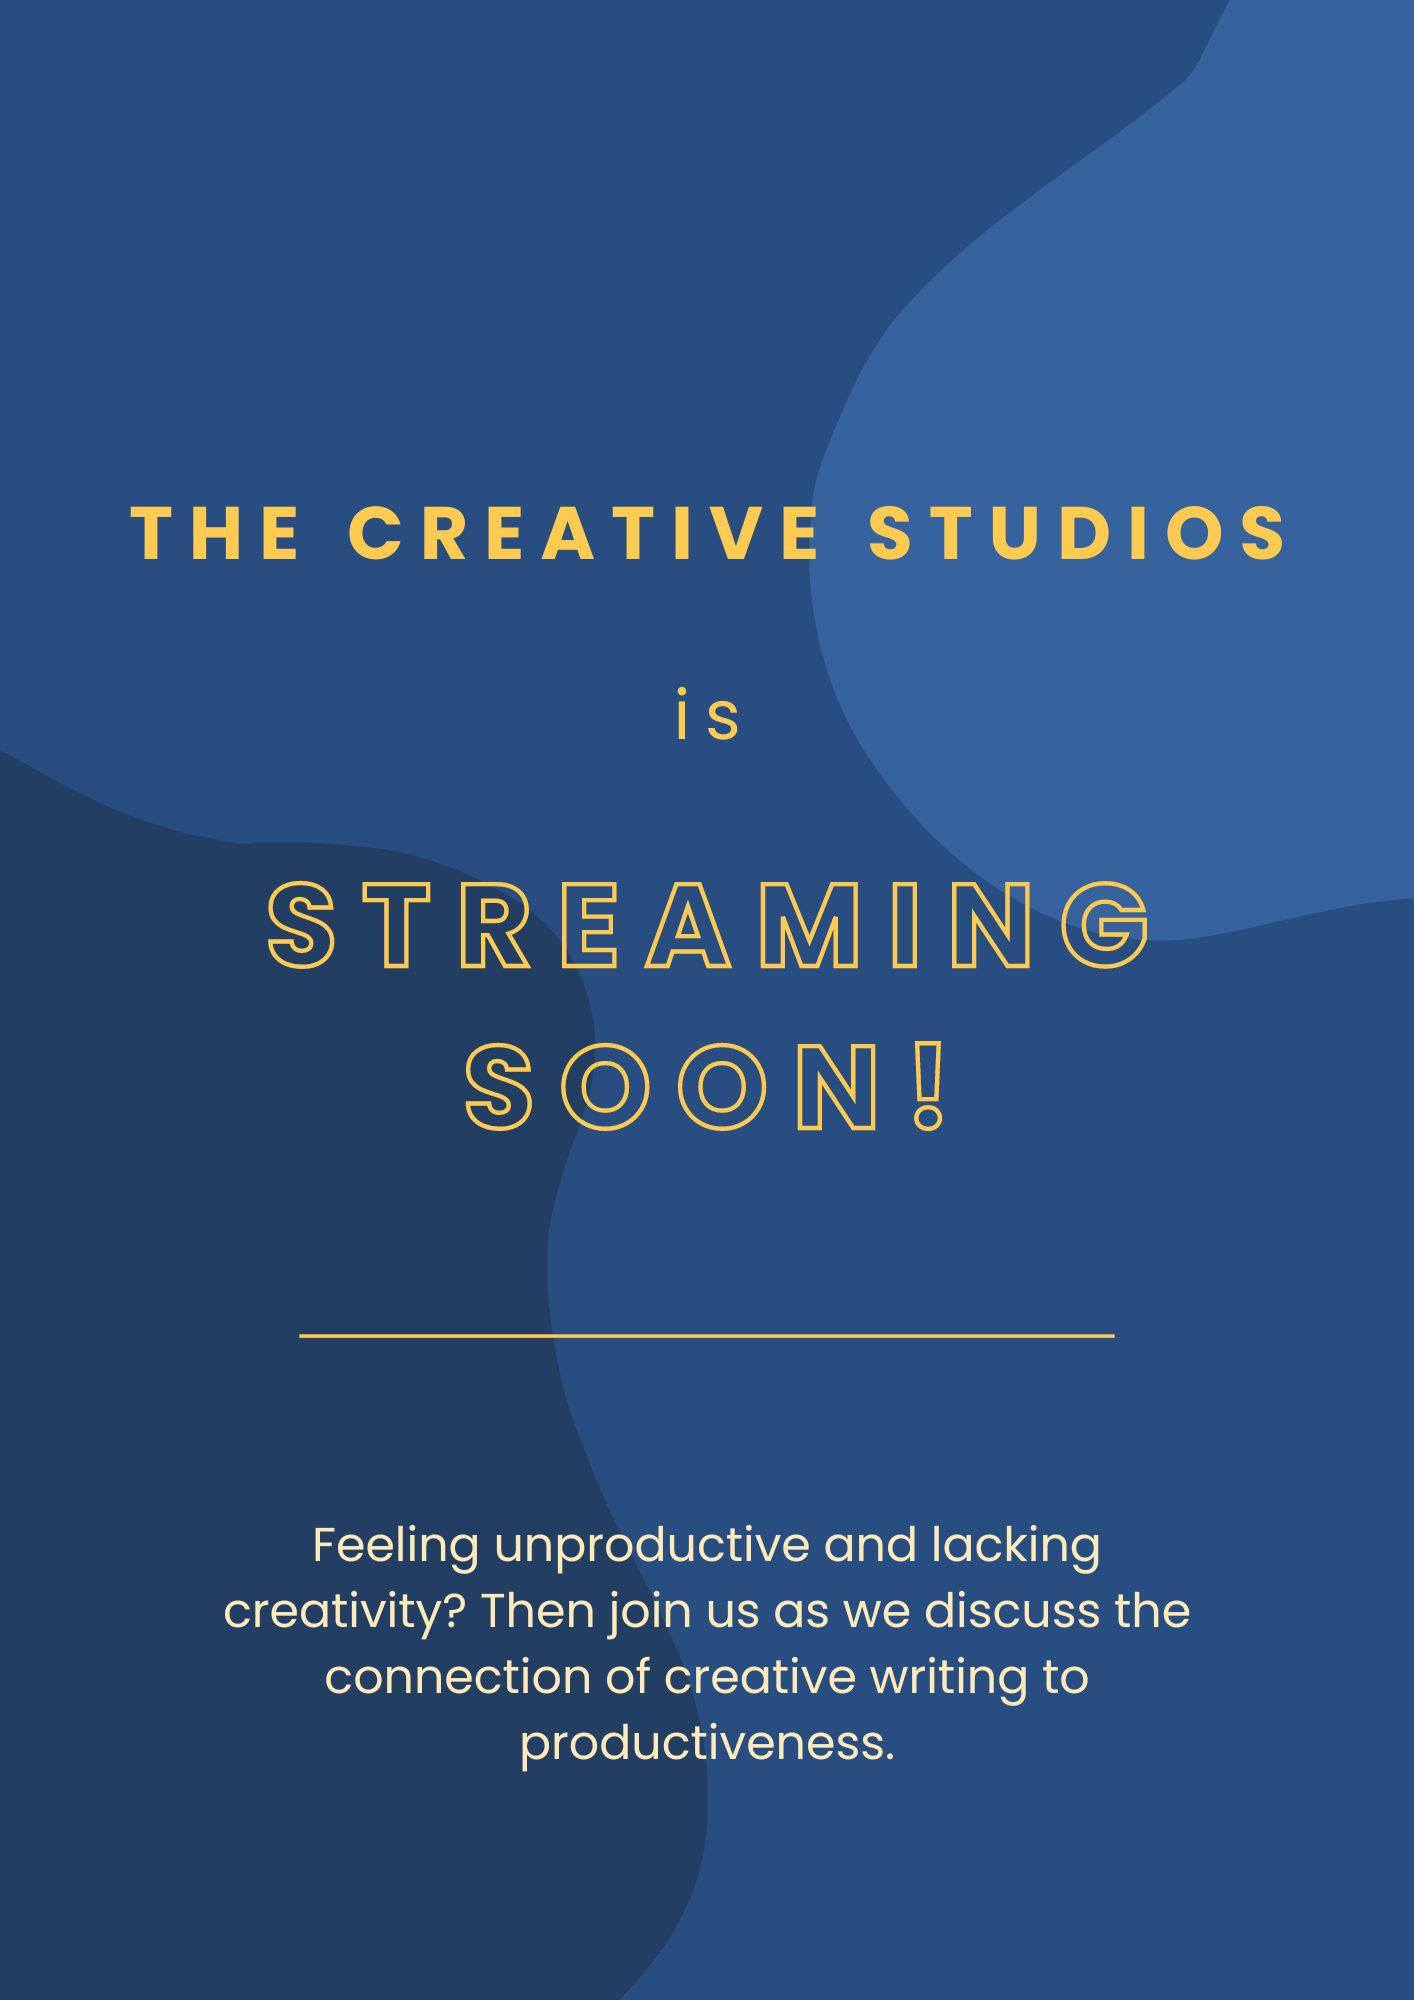 THE CREATIVE STUDIOS
is
STREAMING
SOON!
Feeling unproductive and lacking
creativity? Then join us as we discuss the
connection of creative writing to
productiveness.